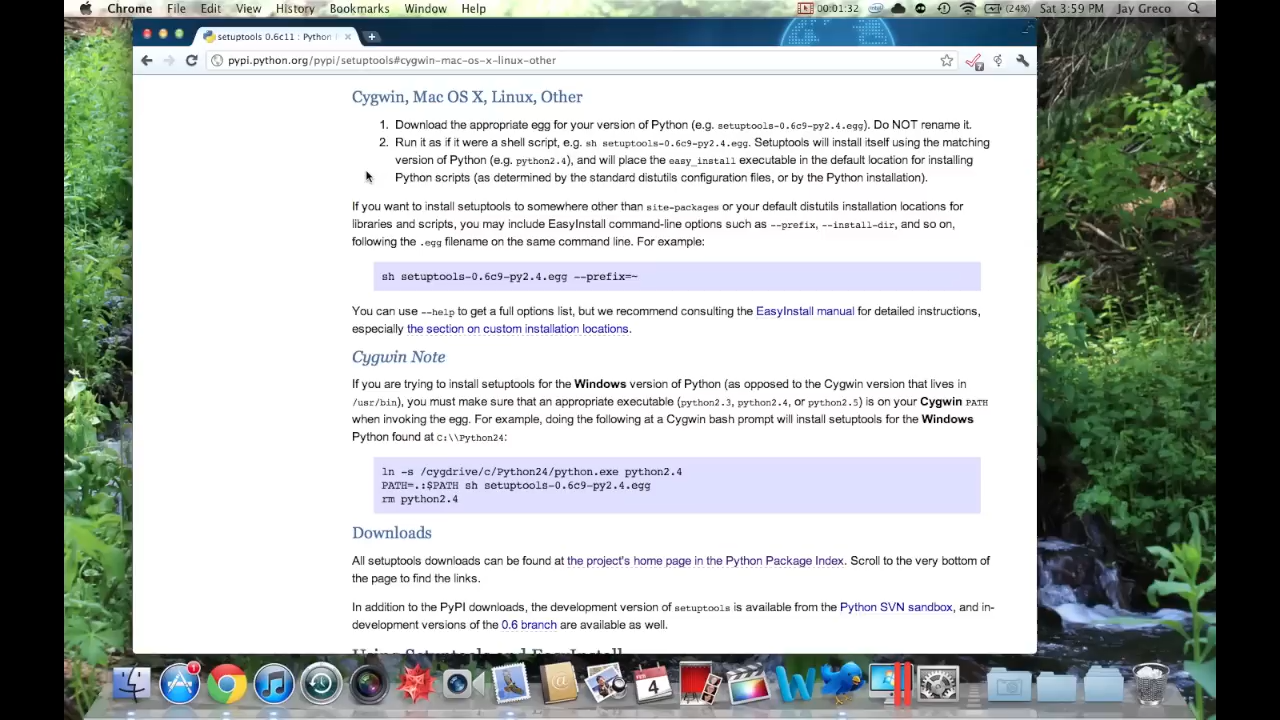 Chrome File Edit View History Bookmarks Window Help 00:01:32 (24%) Sat 3:59 PM Jay Greco
setuptools 0.6c11 : Python
pypi.python.org/pypi/setuptools#cygwin-mac-os-x-linux-other
Cygwin, Mac OS X, Linux, Other
1. Download the appropriate egg for your version of Python (e.g. setuptools-0.6c9-py2.4.egg). Do NOT rename it.
2. Run it as if it were a shell script, e.g. sh setuptools-0.6c9-py2.4.egg. Setuptools will install itself using the matching
version of Python (e.g. python2.4), and will place the easy_install executable in the default location for installing
Python scripts (as determined by the standard distutils configuration files, or by the Python installation).
If you want to install setuptools to somewhere other than site-packages or your default distutils installation locations for
libraries and scripts, you may include EasyInstall command-line options such as --prefix, --install-dir, and so on,
following the .egg filename on the same command line. For example:
sh setuptools-0.6c9-py2.4.egg --prefix=~
You can use --help to get a full options list, but we recommend consulting the EasyInstall manual for detailed instructions,
especially the section on custom installation locations.
Cygwin Note
If you are trying to install setuptools for the Windows version of Python (as opposed to the Cygwin version that lives in
/usr/bin), you must make sure that an appropriate executable (python2.3, python2.4, or python2.5) is on your Cygwin PATH
when invoking the egg. For example, doing the following at a Cygwin bash prompt will install setuptools for the Windows
Python found at C:\\Python24:
ln -s /cygdrive/c/Python24/python.exe python2.4
PATH=.:$PATH sh setuptools-0.6c9-py2.4.egg
rm python2.4
Downloads
All setuptools downloads can be found at the project's home page in the Python Package Index. Scroll to the very bottom of
the page to find the links.
In addition to the PyPI downloads, the development version of setuptools is available from the Python SVN sandbox, and in-
development versions of the 0.6 branch are available as well.
Using Setuptools and EasyInstall
1
4